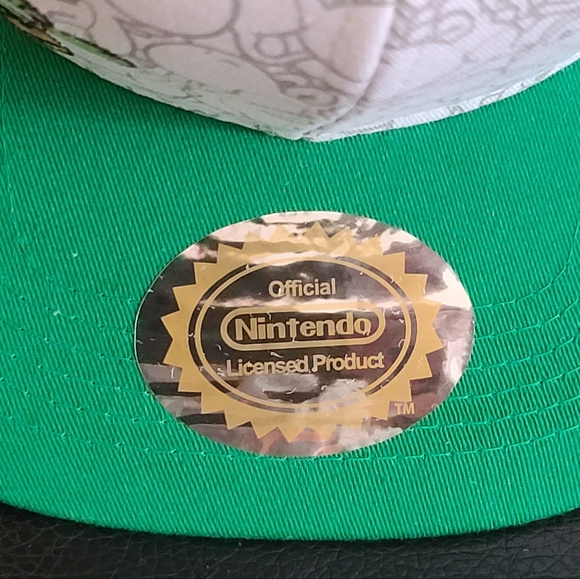 Official
Nintendo
Licensed Product
TM